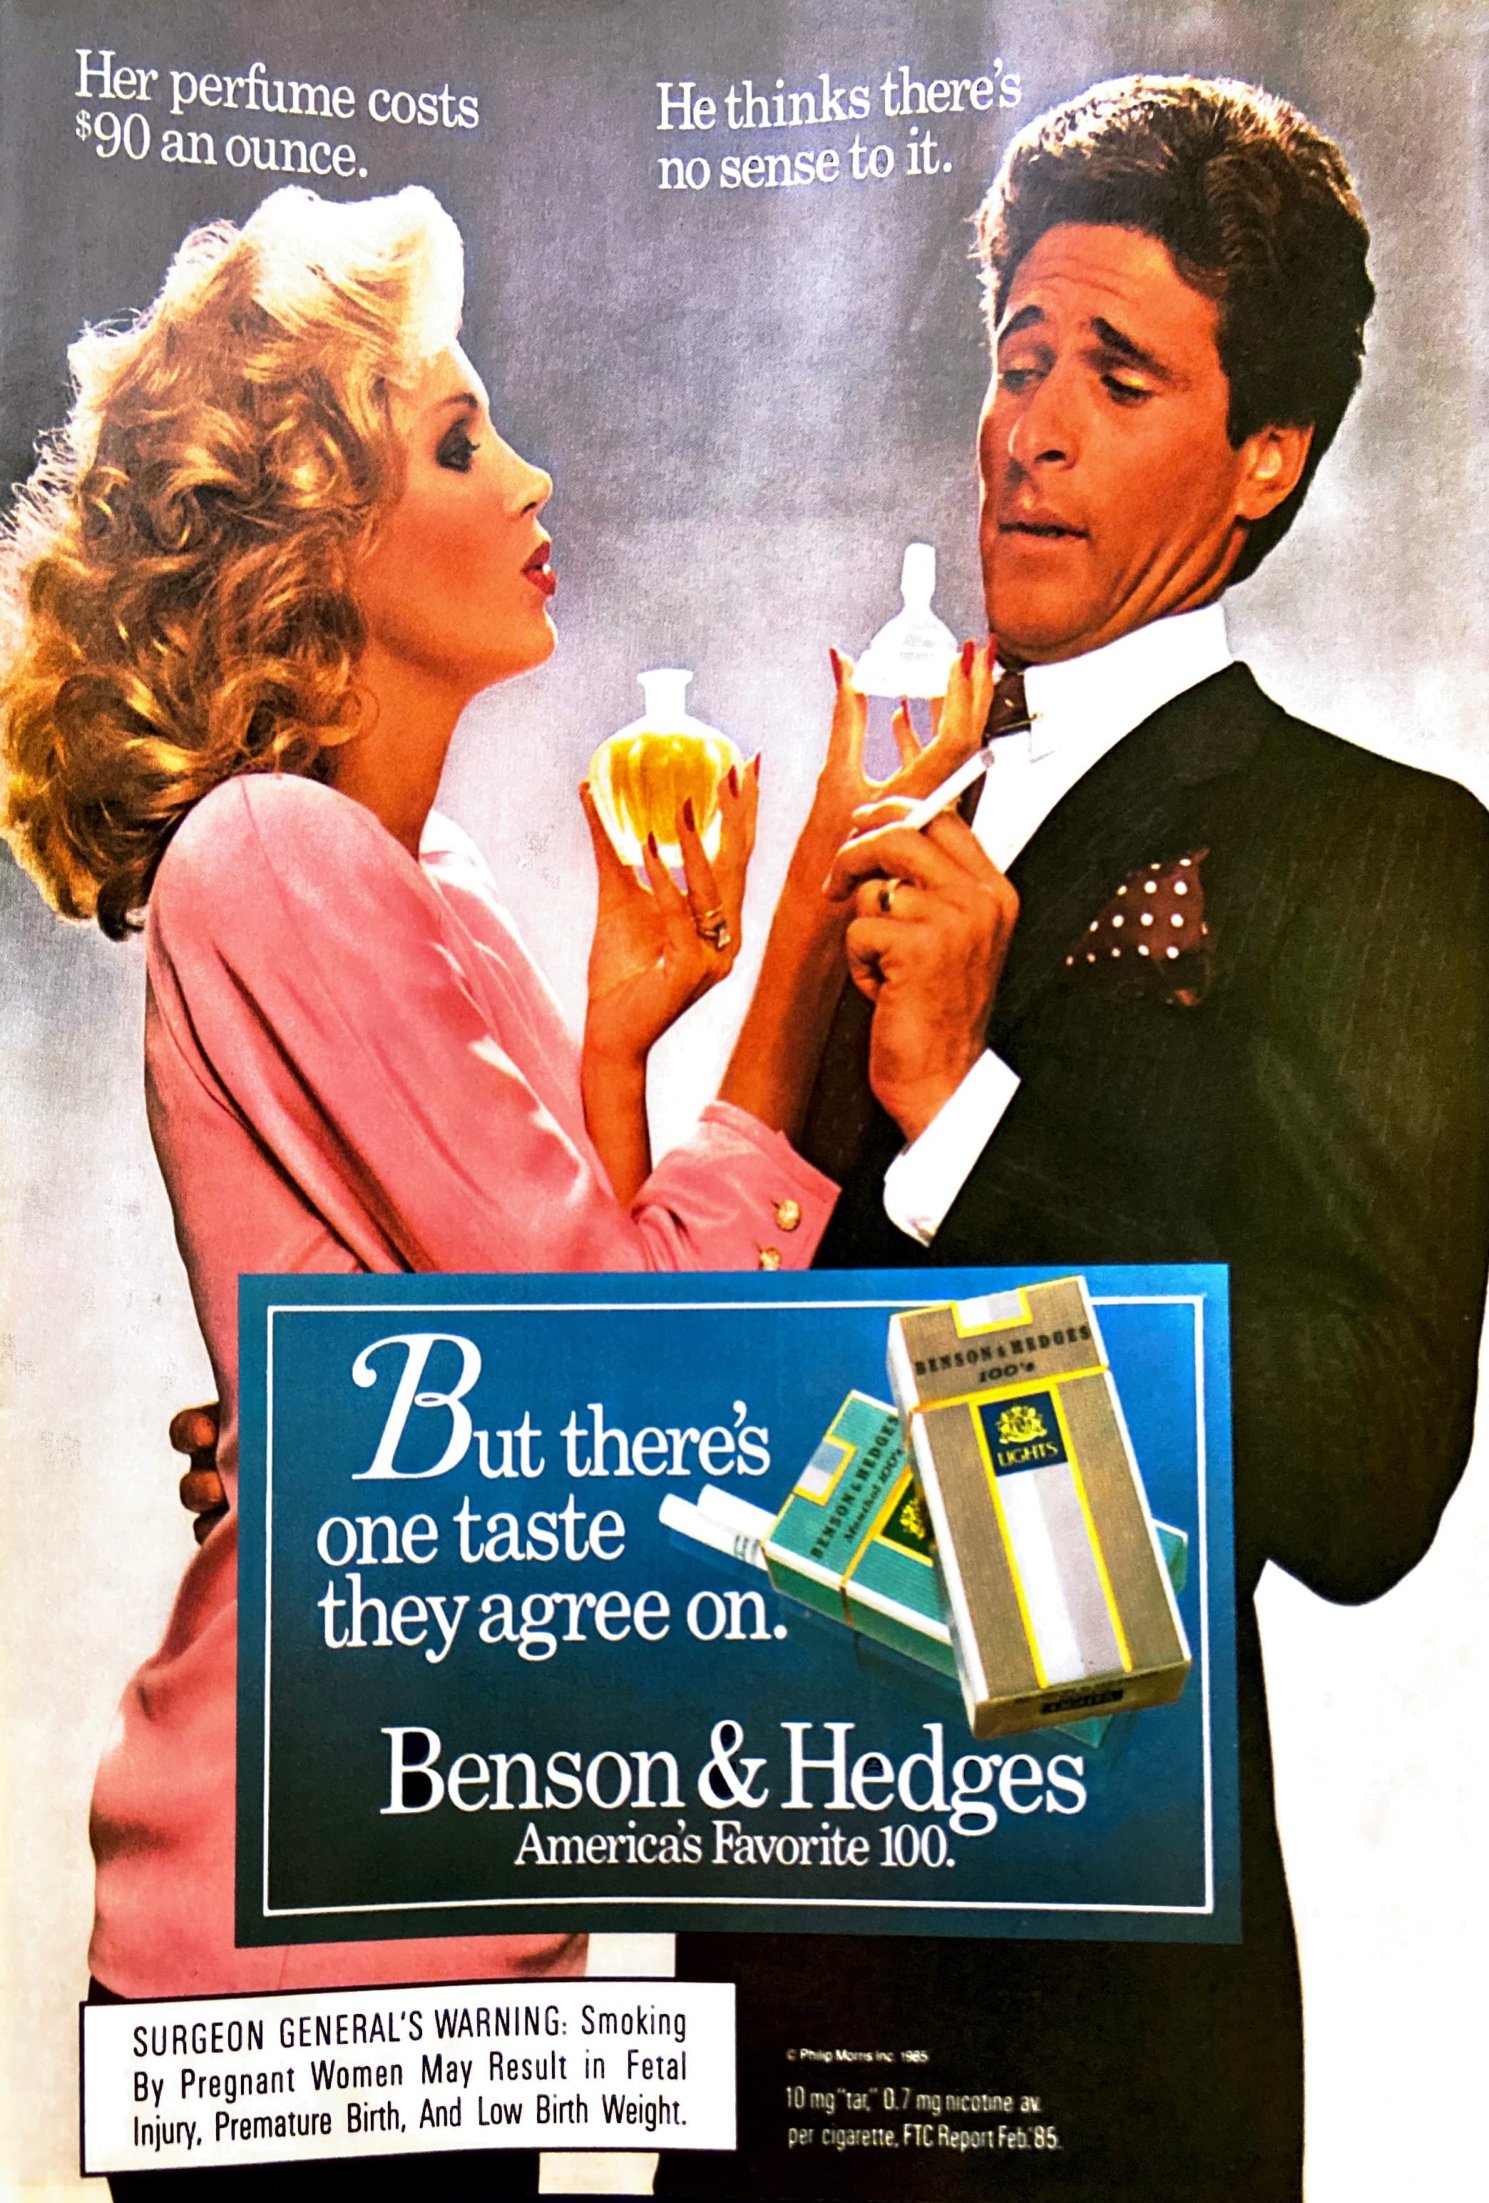 Her perfume costs
$90 an ounce.
He thinks there's
no sense to it.
But there's
one taste
they agree on.
BENSON & HEDGES
100's
LIGHTS
BENSON & HEDGES
Menthol 100's
Benson & Hedges
America's Favorite 100.
SURGEON GENERAL'S WARNING: Smoking
By Pregnant Women May Result in Fetal
Injury, Premature Birth, And Low Birth Weight.
© Philip Morris Inc. 1985
10 mg "tar," 0.7 mg nicotine av.
per cigarette, FTC Report Feb.'85.